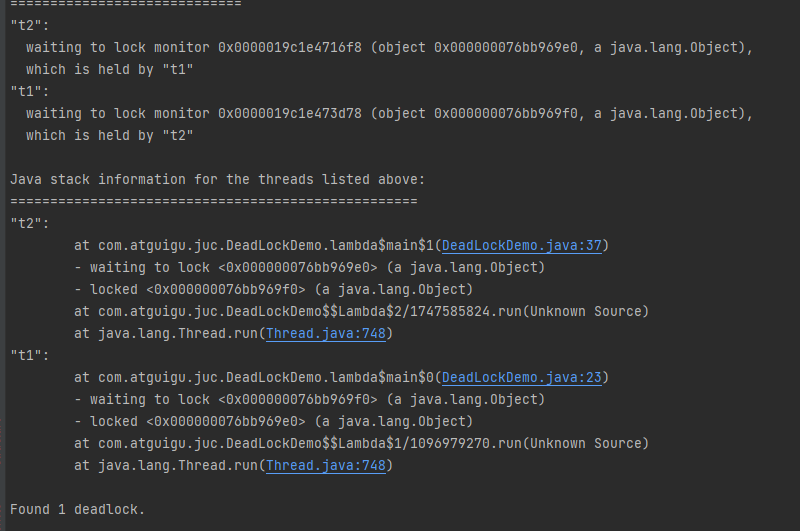 =============================
"t2":
  waiting to lock monitor 0x0000019c1e4716f8 (object 0x000000076bb969e0, a java.lang.Object),
  which is held by "t1"
"t1":
  waiting to lock monitor 0x0000019c1e473d78 (object 0x000000076bb969f0, a java.lang.Object),
  which is held by "t2"

Java stack information for the threads listed above:
===================================================
"t2":
        at com.atguigu.juc.DeadLockDemo.lambda$main$1(DeadLockDemo.java:37)
        - waiting to lock <0x000000076bb969e0> (a java.lang.Object)
        - locked <0x000000076bb969f0> (a java.lang.Object)
        at com.atguigu.juc.DeadLockDemo$$Lambda$2/1747585824.run(Unknown Source)
        at java.lang.Thread.run(Thread.java:748)
"t1":
        at com.atguigu.juc.DeadLockDemo.lambda$main$0(DeadLockDemo.java:23)
        - waiting to lock <0x000000076bb969f0> (a java.lang.Object)
        - locked <0x000000076bb969e0> (a java.lang.Object)
        at com.atguigu.juc.DeadLockDemo$$Lambda$1/1096979270.run(Unknown Source)
        at java.lang.Thread.run(Thread.java:748)

Found 1 deadlock.